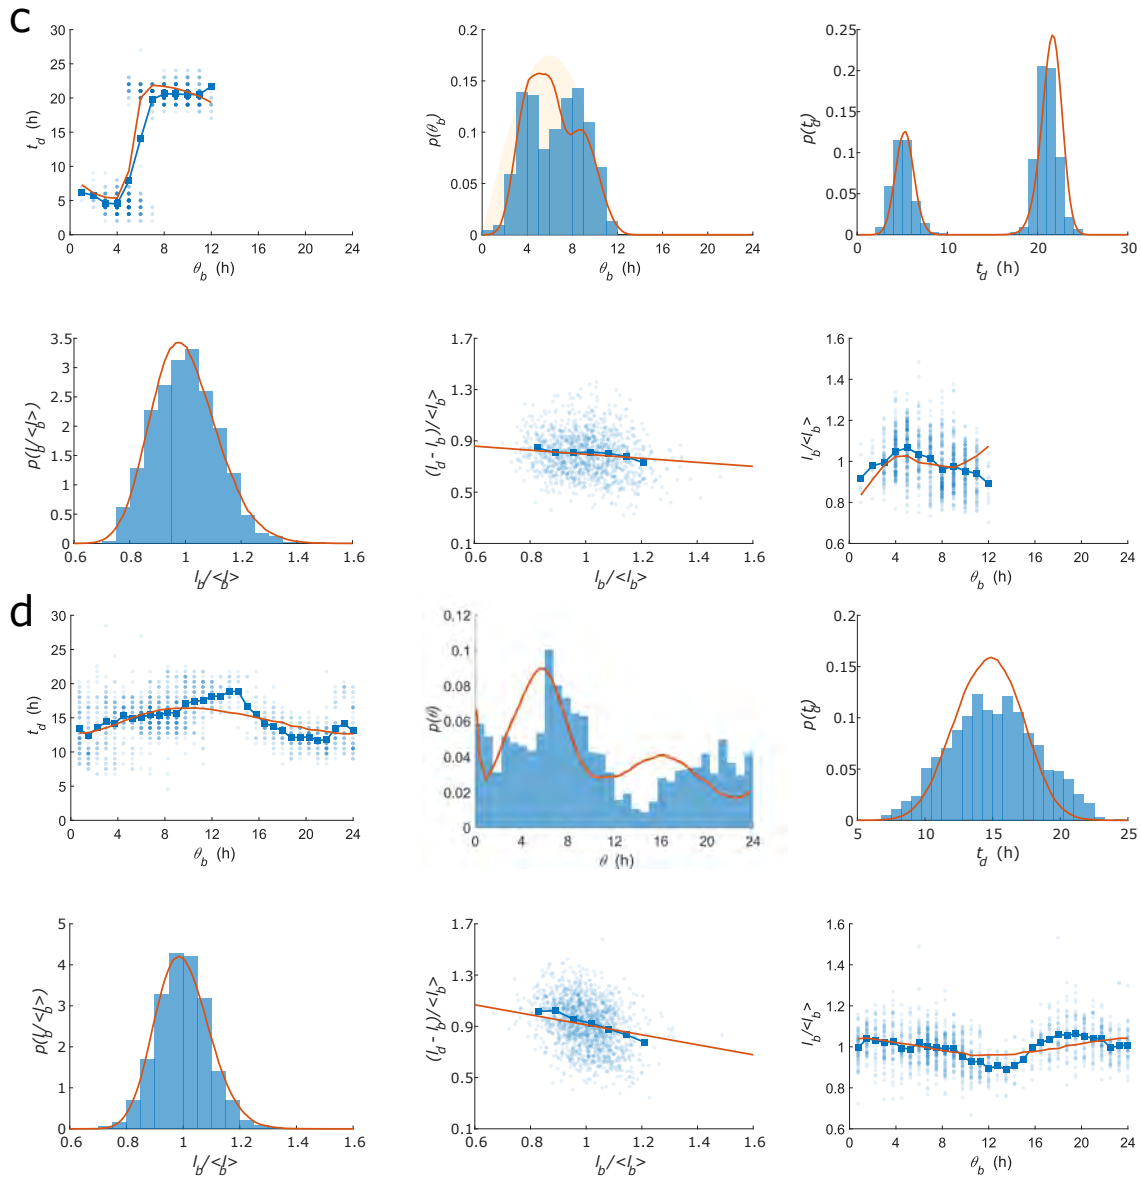 c
30
25
20
15
10
5
0
t_d (h)
0 4 8 12 16 20 24
θ_b (h)
0.2
0.15
0.1
0.05
0
p(θ_b)
0 4 8 12 16 20 24
θ_b (h)
0.25
0.2
0.15
0.1
0.05
0
p(t_d)
0 10 20 30
t_d (h)
3.5
3
2.5
2
1.5
1
0.5
0
p(l_b/<l_b>)
0.6 0.8 1 1.2 1.4 1.6
l_b/<l_b>
1.7
1.3
0.9
0.5
0.1
(l_d - l_b)/<l_b>
0.6 0.8 1 1.2 1.4 1.6
l_b/<l_b>
1.6
1.4
1.2
1
0.8
0.6
l_b/<l_b>
0 4 8 12 16 20 24
θ_b (h)
d
30
25
20
15
10
5
0
t_d (h)
0 4 8 12 16 20 24
θ_b (h)
0.12
0.1
0.08
0.06
0.04
0.02
0
p(θ)
0 4 8 12 16 20 24
θ (h)
0.2
0.15
0.1
0.05
0
p(t_d)
5 10 15 20 25
t_d (h)
5
4
3
2
1
0
p(l_b/<l_b>)
0.6 0.8 1 1.2 1.4 1.6
l_b/<l_b>
1.7
1.3
0.9
0.5
0.1
(l_d - l_b)/<l_b>
0.6 0.8 1 1.2 1.4 1.6
l_b/<l_b>
1.6
1.4
1.2
1
0.8
0.6
l_b/<l_b>
0 4 8 12 16 20 24
θ_b (h)